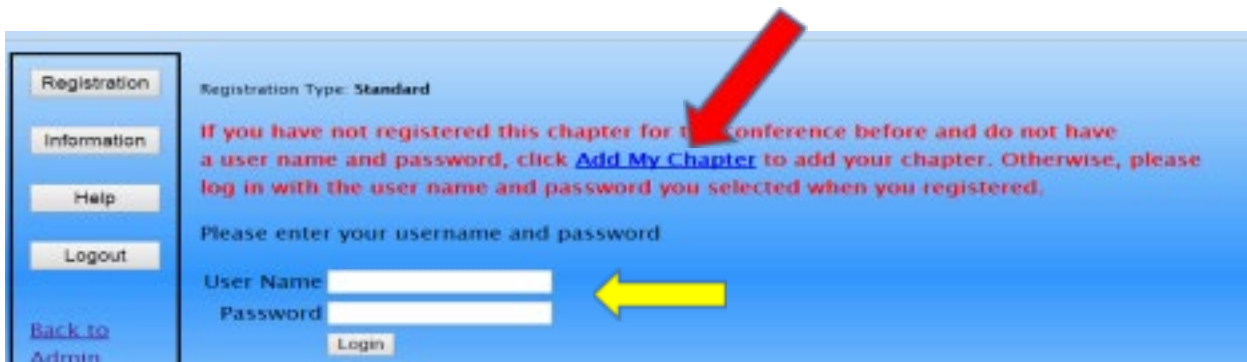 Registration
Information
Help
Logout
Back to
Admin
Registration Type: Standard
If you have not registered this chapter for t conference before and do not have
a user name and password, click Add My Chapter to add your chapter. Otherwise, please
log in with the user name and password you selected when you registered.
Please enter your username and password
User Name
Password
Login